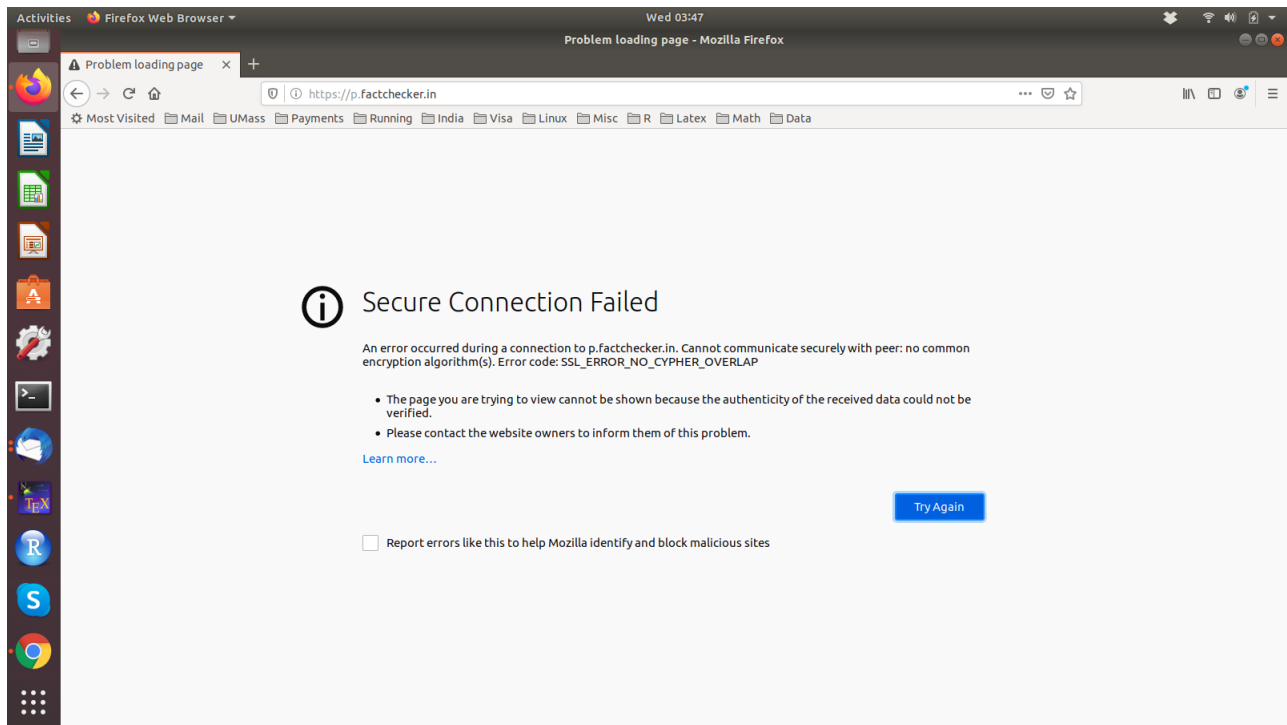 Activities Firefox Web Browser Wed 03:47
Problem loading page - Mozilla Firefox
Problem loading page
https://p.factchecker.in
Most Visited Mail UMass Payments Running India Visa Linux Misc R Latex Math Data
Secure Connection Failed
An error occurred during a connection to p.factchecker.in. Cannot communicate securely with peer: no common
encryption algorithm(s). Error code: SSL_ERROR_NO_CYPHER_OVERLAP
The page you are trying to view cannot be shown because the authenticity of the received data could not be
verified.
Please contact the website owners to inform them of this problem.
Learn more…
Try Again
Report errors like this to help Mozilla identify and block malicious sites
TEX
R
S